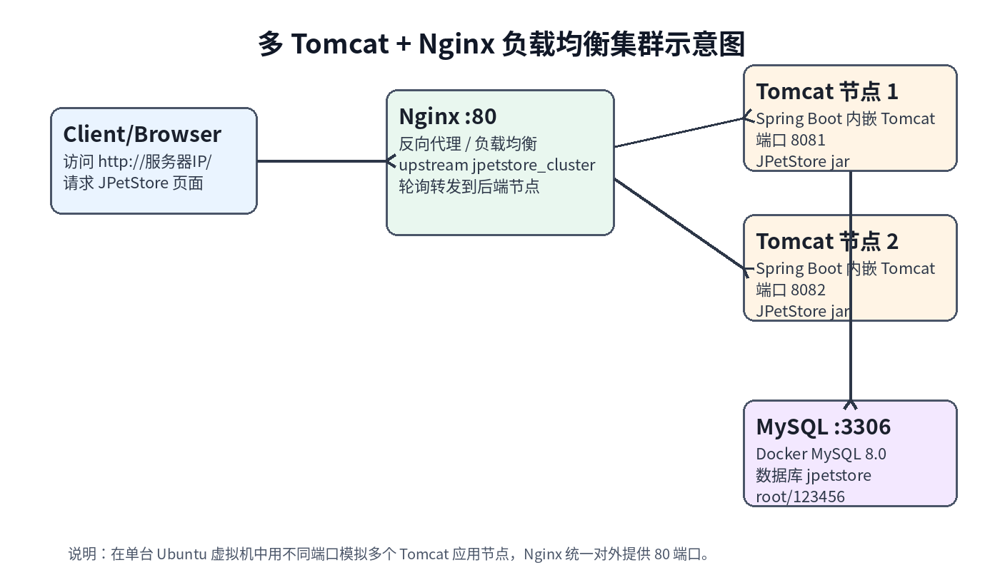 多 Tomcat + Nginx 负载均衡集群示意图
Client/Browser
访问 http://服务器IP/
请求 JPetStore 页面
Nginx :80
反向代理 / 负载均衡
upstream jpetstore_cluster
轮询转发到后端节点
Tomcat 节点 1
Spring Boot 内嵌 Tomcat
端口 8081
JPetStore jar
Tomcat 节点 2
Spring Boot 内嵌 Tomcat
端口 8082
JPetStore jar
MySQL :3306
Docker MySQL 8.0
数据库 jpetstore
root/123456
说明：在单台 Ubuntu 虚拟机中用不同端口模拟多个 Tomcat 应用节点，Nginx 统一对外提供 80 端口。